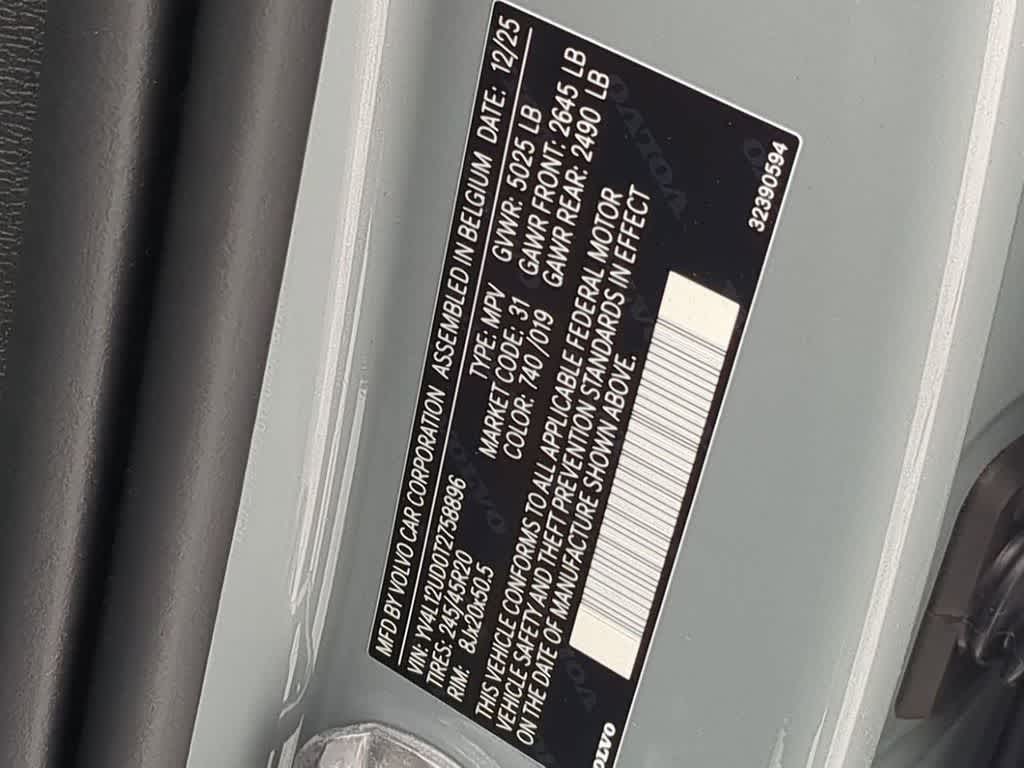 MFD BY VOLVO CAR CORPORATION ASSEMBLED IN BELGIUM DATE: 12/25
VIN: YV4LY2UD0T2758896 TYPE: MPV GVWR: 5025 LB
TIRES: 245/45R20 MARKET CODE: 31 GAWR FRONT: 2645 LB
RIM: 8Jx20x50.5 COLOR: 740 /019 GAWR REAR: 2490 LB
THIS VEHICLE CONFORMS TO ALL APPLICABLE FEDERAL MOTOR
VEHICLE SAFETY AND THEFT PREVENTION STANDARDS IN EFFECT
ON THE DATE OF MANUFACTURE SHOWN ABOVE.
VOLVO
32390594